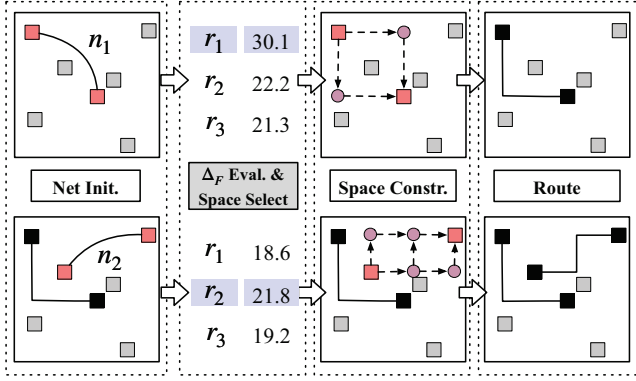 n₁
r₁ 30.1
r₂ 22.2
r₃ 21.3
Net Init.
Δ_F Eval. &
Space Select
Space Constr.
Route
n₂
r₁ 18.6
r₂ 21.8
r₃ 19.2